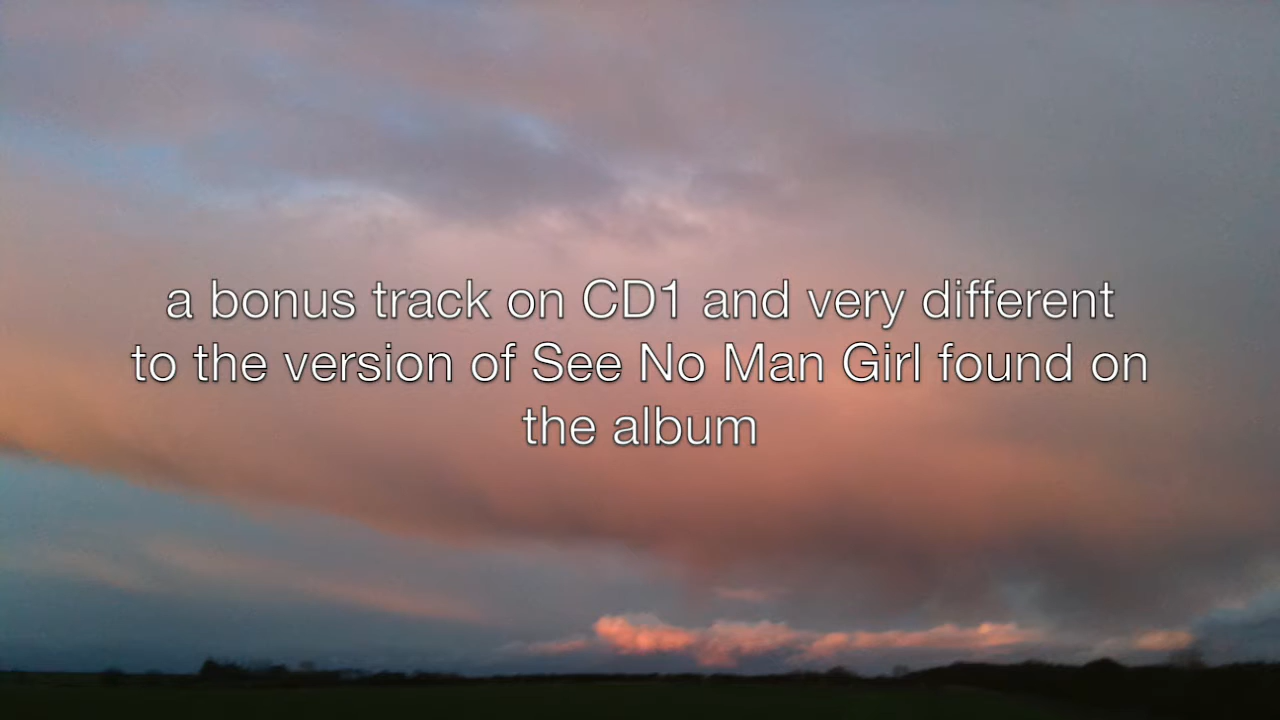 a bonus track on CD1 and very different
to the version of See No Man Girl found on
the album